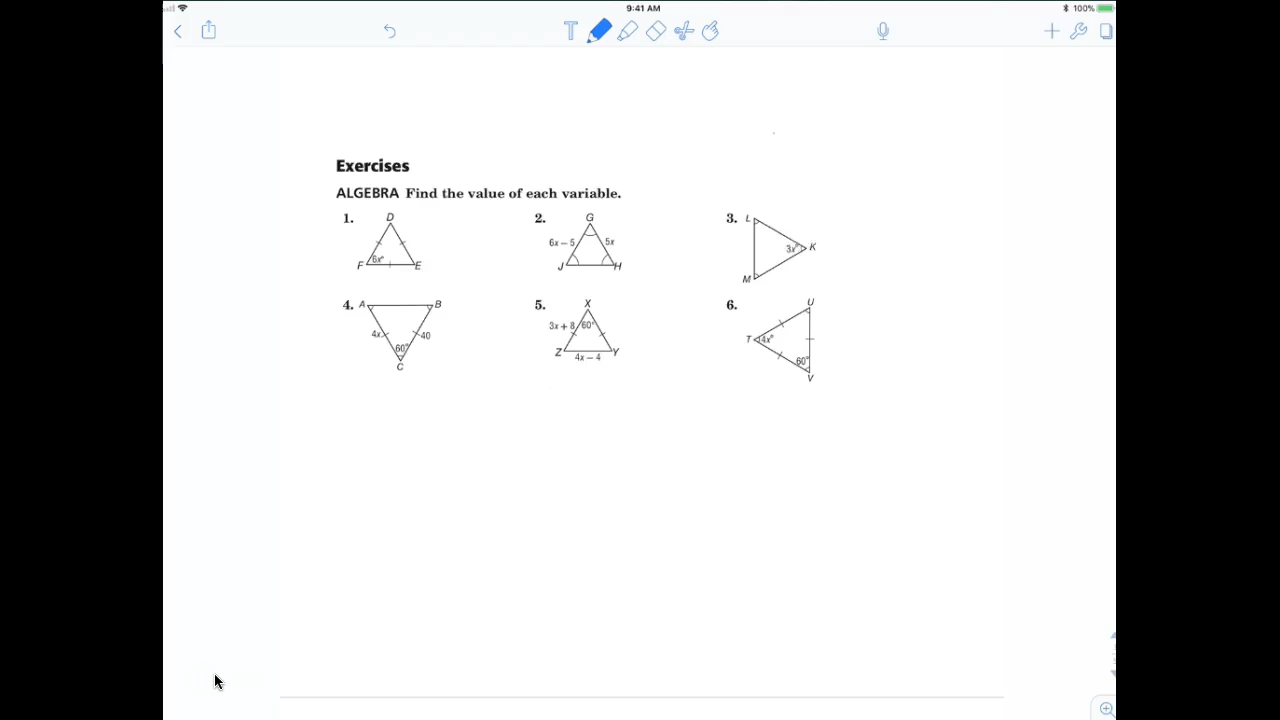 9:41 AM
100%
Exercises
ALGEBRA Find the value of each variable.
1. D
F 6x° E
2. G
6x – 5 5x
J H
3. L
3x° K
M
4. A B
4x 40
60°
C
5. X
3x + 8 60°
Z Y
4x – 4
6. U
T 4x°
60°
V